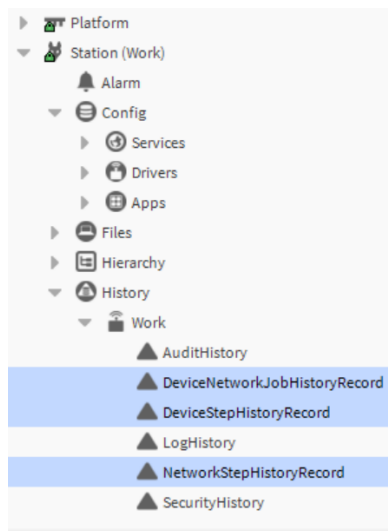 Platform
Station (Work)
Alarm
Config
Services
Drivers
Apps
Files
Hierarchy
History
Work
AuditHistory
DeviceNetworkJobHistoryRecord
DeviceStepHistoryRecord
LogHistory
NetworkStepHistoryRecord
SecurityHistory